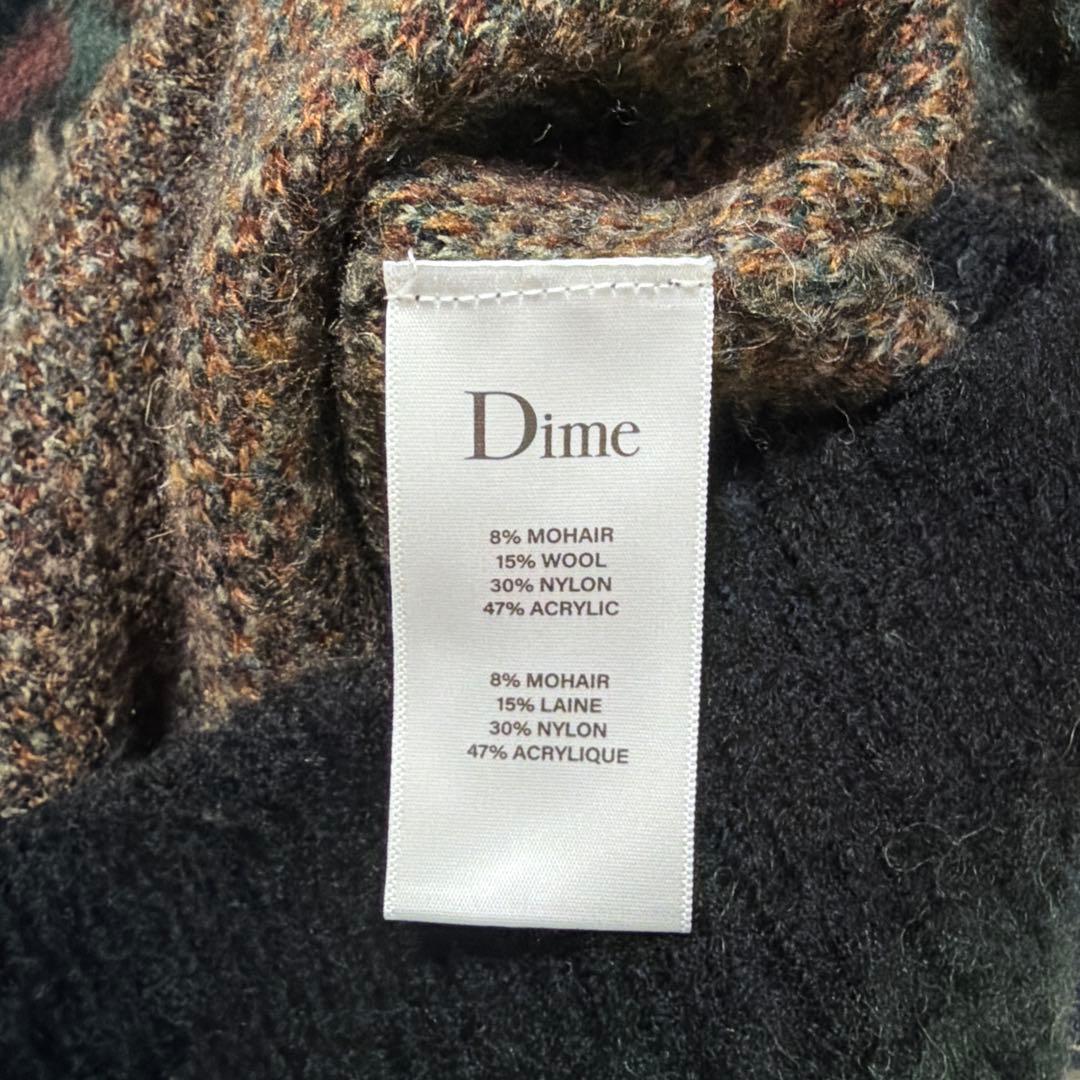 Dime
8% MOHAIR
15% WOOL
30% NYLON
47% ACRYLIC
8% MOHAIR
15% LAINE
30% NYLON
47% ACRYLIQUE